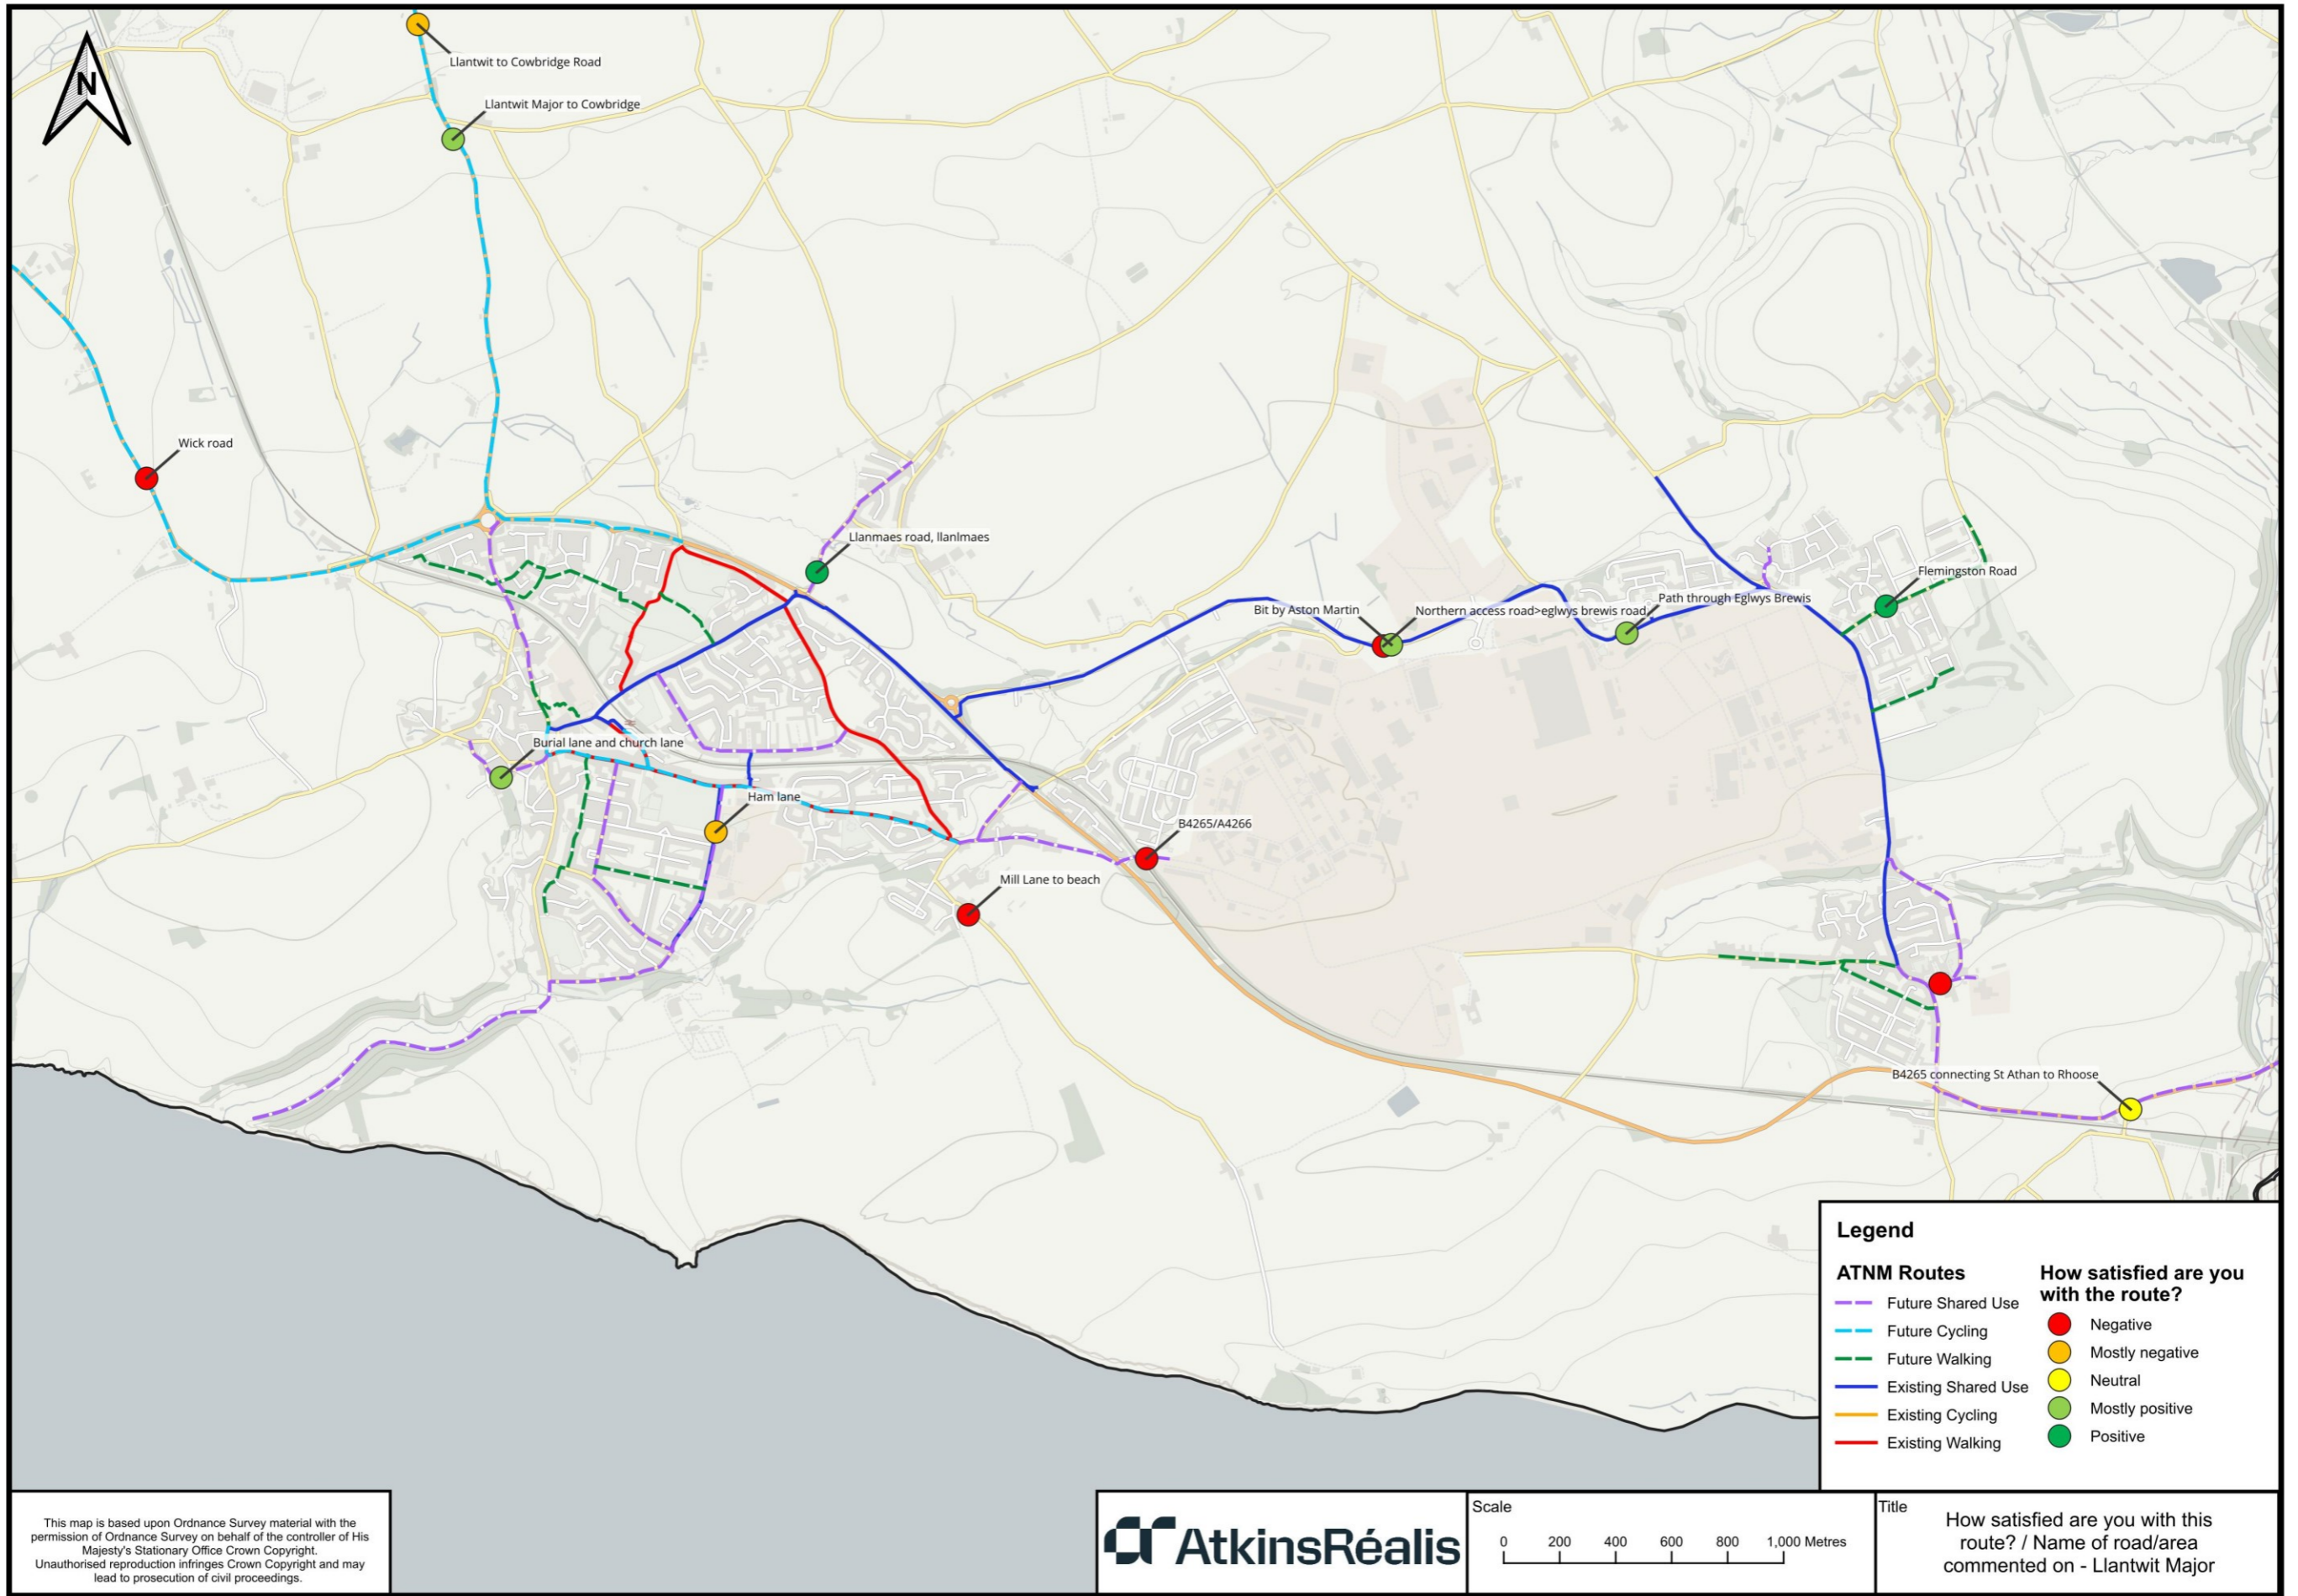 N
Llantwit to Cowbridge Road
Llantwit Major to Cowbridge
Wick road
Llanmaes road, llanlmaes
Flemingston Road
Path through Eglwys Brewis
Bit by Aston Martin
Northern access road>eglwys brewis road
Burial lane and church lane
Ham lane
B4265/A4266
Mill Lane to beach
B4265 connecting St Athan to Rhoose
Legend
ATNM Routes
Future Shared Use
Future Cycling
Future Walking
Existing Shared Use
Existing Cycling
Existing Walking
How satisfied are you
with the route?
Negative
Mostly negative
Neutral
Mostly positive
Positive
This map is based upon Ordnance Survey material with the
permission of Ordnance Survey on behalf of the controller of His
Majesty's Stationary Office Crown Copyright.
Unauthorised reproduction infringes Crown Copyright and may
lead to prosecution of civil proceedings.
AtkinsRéalis
Scale
0 200 400 600 800 1,000 Metres
Title
How satisfied are you with this
route? / Name of road/area
commented on - Llantwit Major